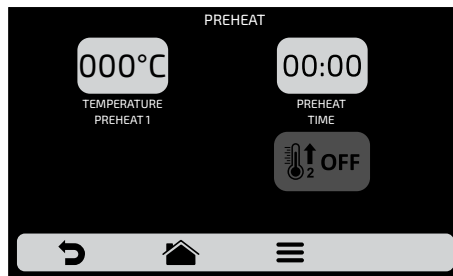 PREHEAT
000°C
00:00
TEMPERATURE
PREHEAT 1
PREHEAT
TIME
2 OFF